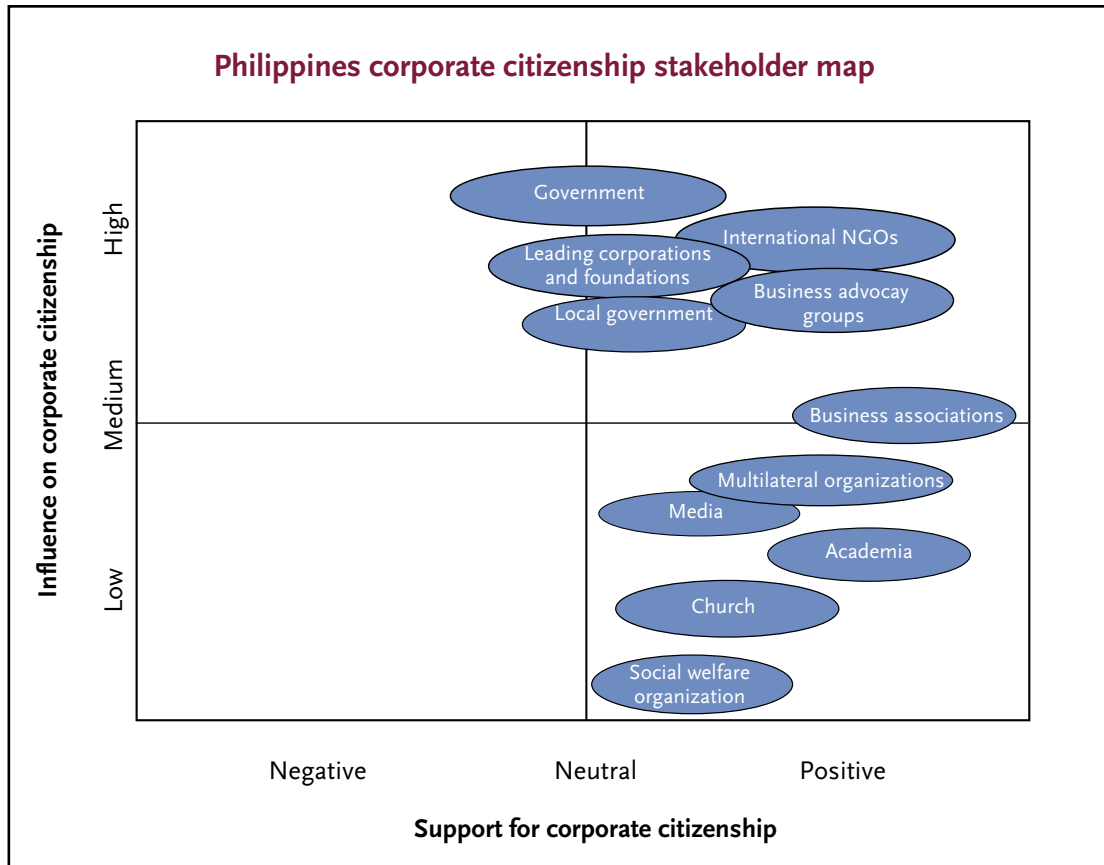 Philippines corporate citizenship stakeholder map
Influence on corporate citizenship
High
Medium
Low
Government
International NGOs
Leading corporations
and foundations
Business advocay
groups
Local government
Business associations
Multilateral organizations
Media
Academia
Church
Social welfare
organization
Negative
Neutral
Positive
Support for corporate citizenship